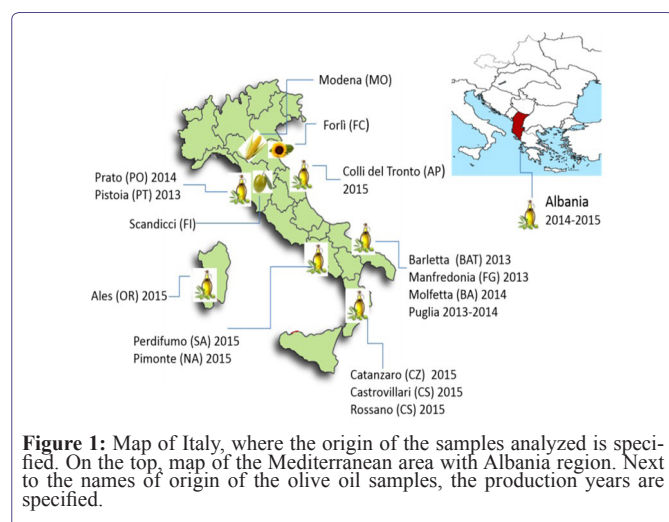 Modena (MO)
Forlì (FC)
Colli del Tronto (AP)
2015
Prato (PO) 2014
Pistoia (PT) 2013
Scandicci (FI)
Albania
2014-2015
Barletta (BAT) 2013
Manfredonia (FG) 2013
Molfetta (BA) 2014
Puglia 2013-2014
Ales (OR) 2015
Perdifumo (SA) 2015
Pimonte (NA) 2015
Catanzaro (CZ) 2015
Castrovillari (CS) 2015
Rossano (CS) 2015
Figure 1: Map of Italy, where the origin of the samples analyzed is speci-
fied. On the top, map of the Mediterranean area with Albania region. Next
to the names of origin of the olive oil samples, the production years are
specified.